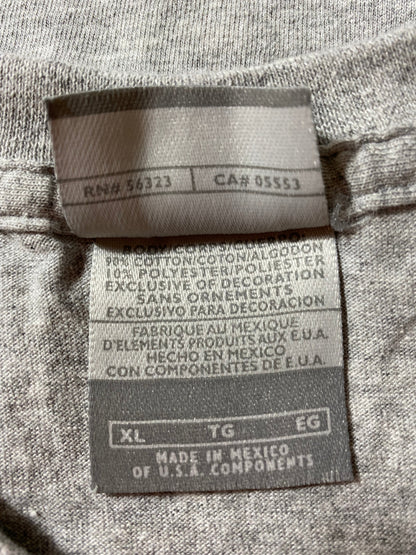 RN# 56323 CA# 05553
COTTON/COTON/ALGODON
10% POLYESTER/POLIESTER
EXCLUSIVE OF DECORATION
SANS ORNEMENTS
EXCLUSIVO PARA DECORACION
FABRIQUE AU MEXIQUE
D'ELEMENTS PRODUITS AUX E.U.A.
HECHO EN MEXICO
CON COMPONENTES DE E.U.A.
XL TG EG
MADE IN MEXICO
OF U.S.A. COMPONENTS